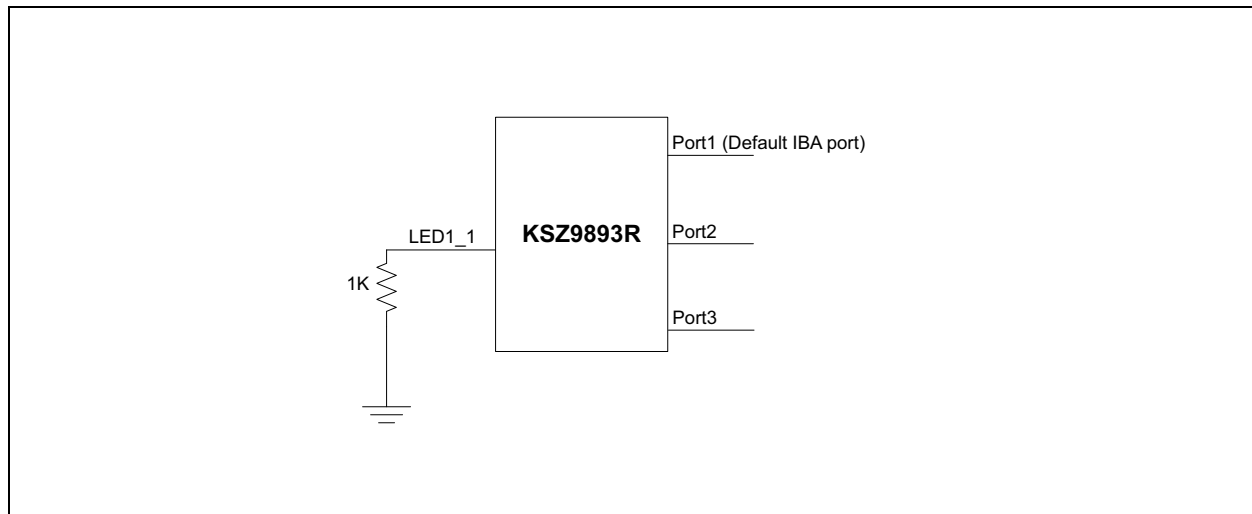 Port1 (Default IBA port)
LED1_1
KSZ9893R
Port2
1K
Port3